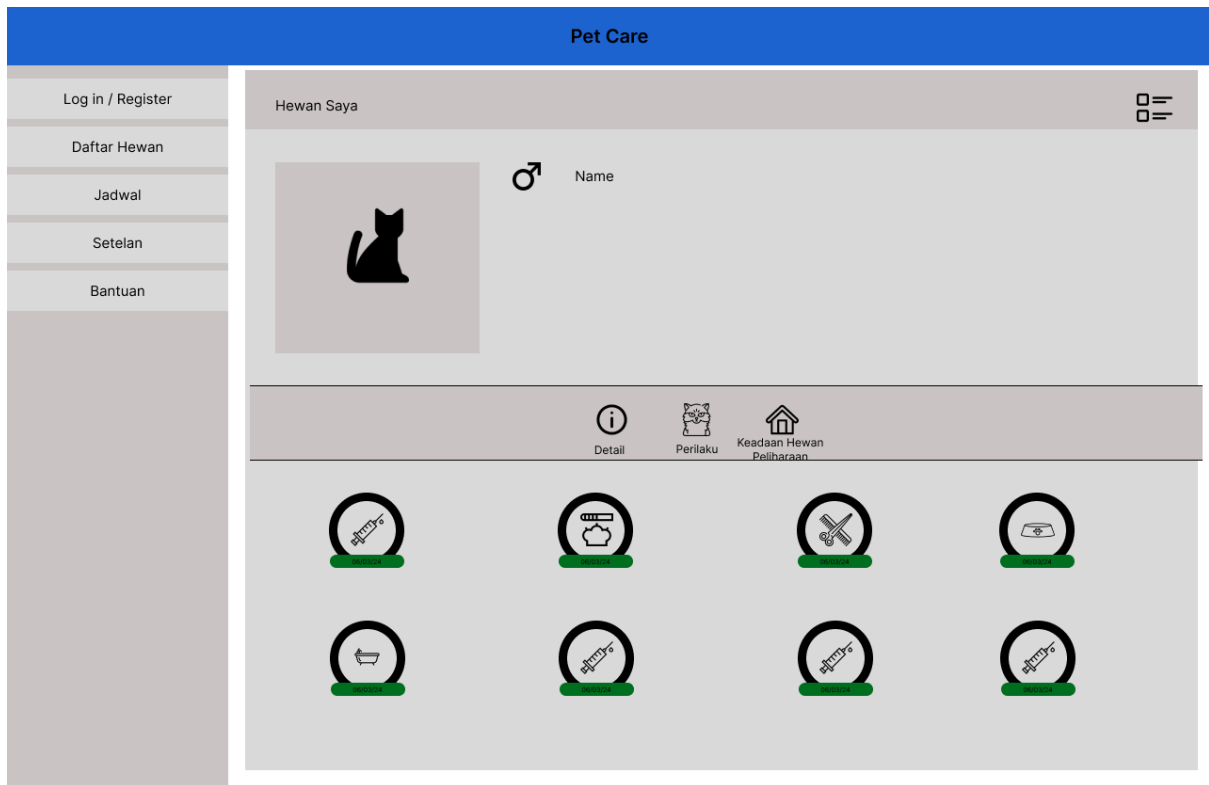 Pet Care
Log in / Register
Daftar Hewan
Jadwal
Setelan
Bantuan
Hewan Saya
Name
Detail
Perilaku
Keadaan Hewan
Peliharaan
06/03/24
06/03/24
06/03/24
06/03/24
06/03/24
06/03/24
06/03/24
06/03/24